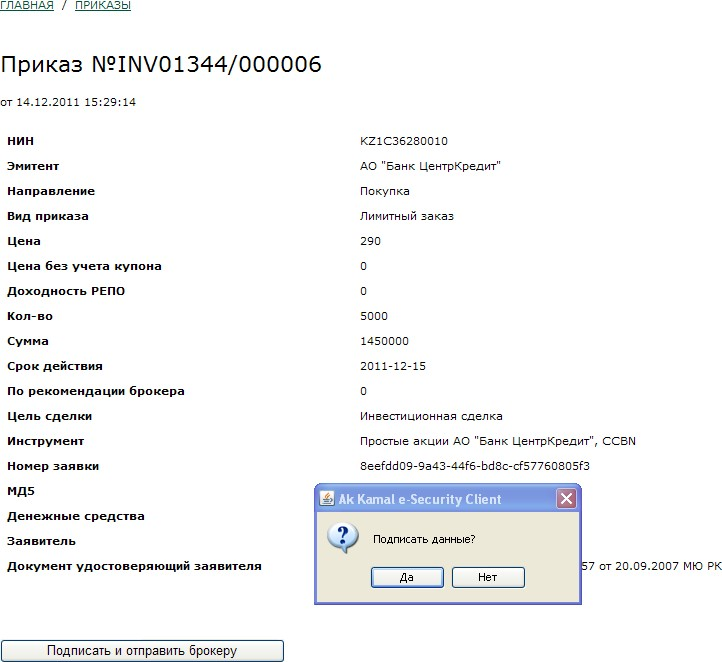 ГЛАВНАЯ / ПРИКАЗЫ
Приказ №INV01344/000006
от 14.12.2011 15:29:14
НИН KZ1C36280010
Эмитент АО "Банк ЦентрКредит"
Направление Покупка
Вид приказа Лимитный заказ
Цена 290
Цена без учета купона 0
Доходность РЕПО 0
Кол-во 5000
Сумма 1450000
Срок действия 2011-12-15
По рекомендации брокера 0
Цель сделки Инвестиционная сделка
Инструмент Простые акции АО "Банк ЦентрКредит", CCBN
Номер заявки 8eefdd09-9a43-44f6-bd8c-cf57760805f3
МД5
Денежные средства
Заявитель
Документ удостоверяющий заявителя 57 от 20.09.2007 МЮ РК
Ak Kamal e-Security Client
Подписать данные?
Да Нет
Подписать и отправить брокеру